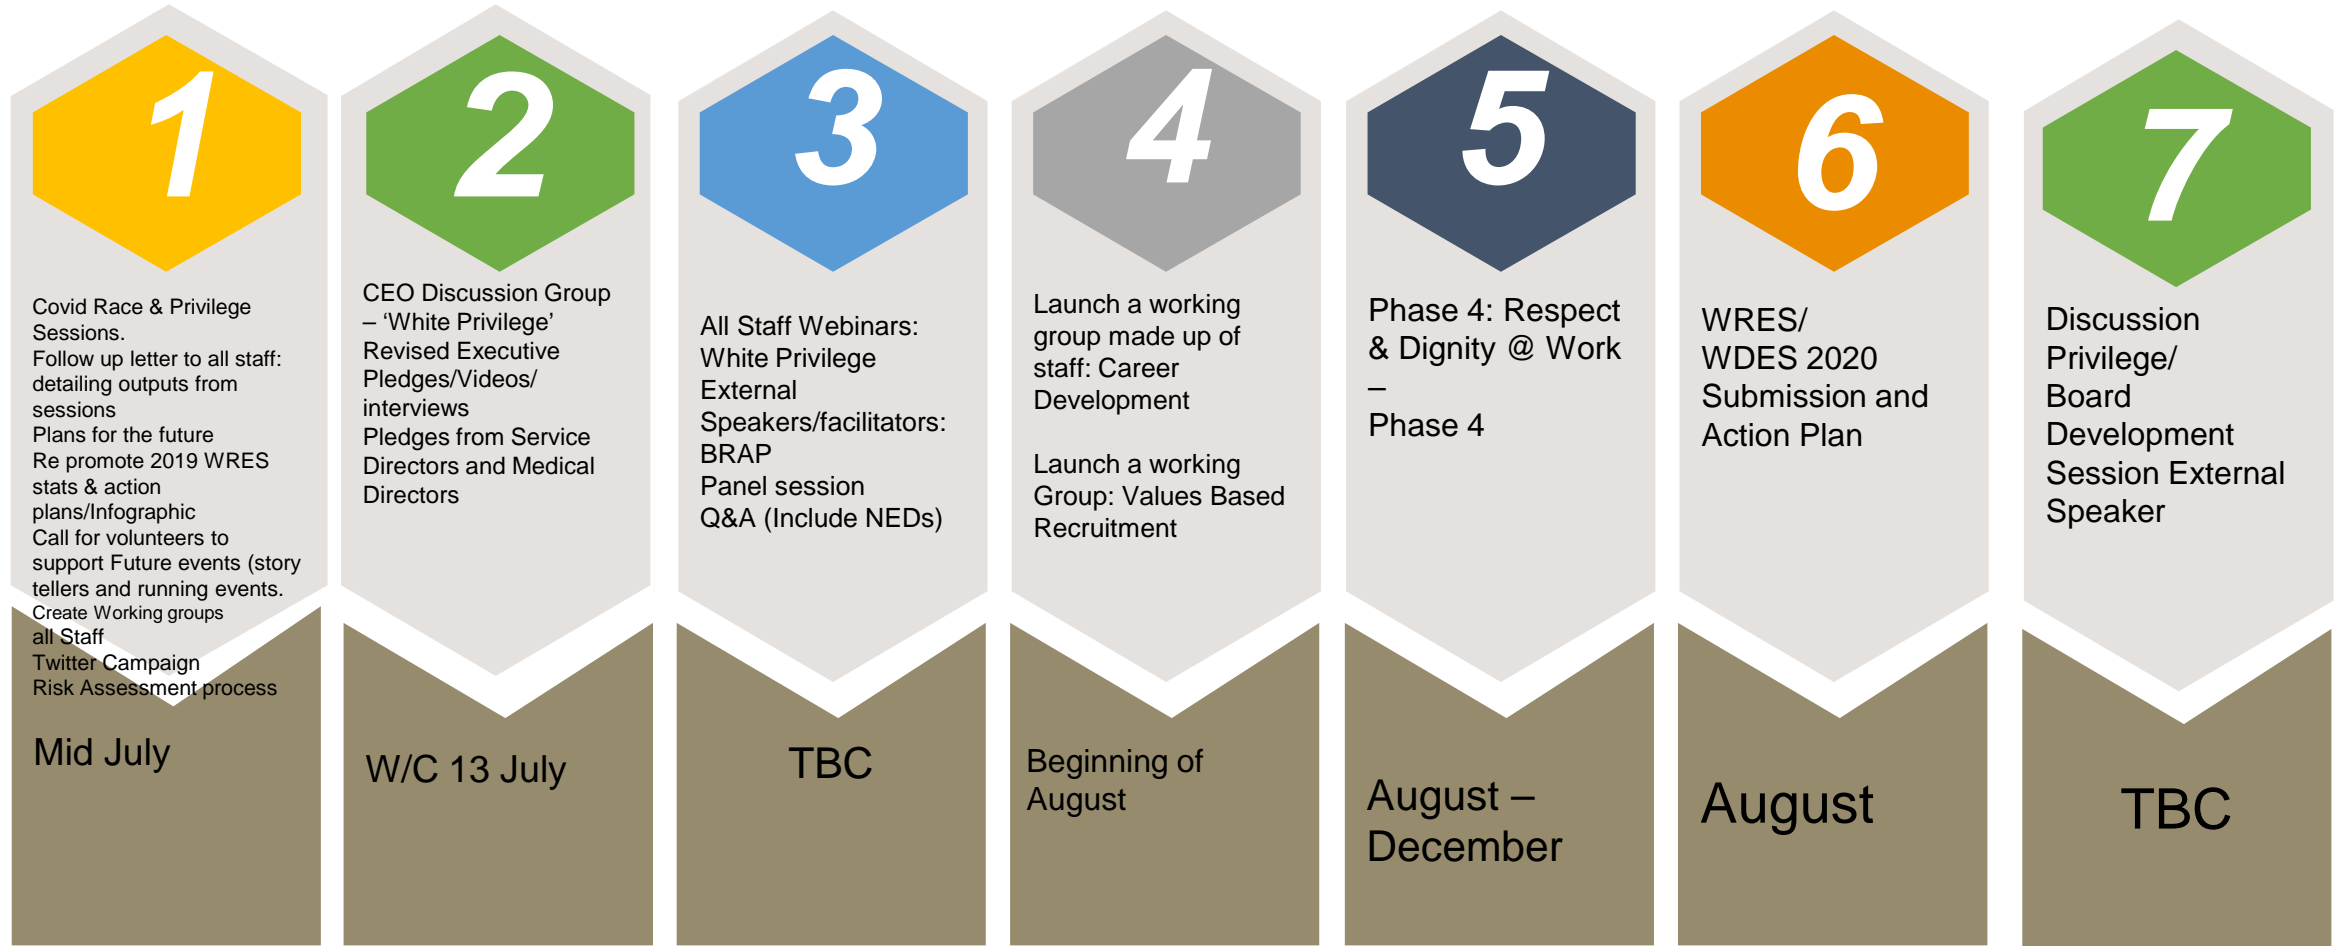 1
Covid Race & Privilege
Sessions.
Follow up letter to all staff:
detailing outputs from
sessions
Plans for the future
Re promote 2019 WRES
stats & action
plans/Infographic
Call for volunteers to
support Future events (story
tellers and running events.
Create Working groups
all Staff
Twitter Campaign
Risk Assessment process
Mid July
2
CEO Discussion Group
– ‘White Privilege’
Revised Executive
Pledges/Videos/
interviews
Pledges from Service
Directors and Medical
Directors
W/C 13 July
3
All Staff Webinars:
White Privilege
External
Speakers/facilitators:
BRAP
Panel session
Q&A (Include NEDs)
TBC
4
Launch a working
group made up of
staff: Career
Development
Launch a working
Group: Values Based
Recruitment
Beginning of
August
5
Phase 4: Respect
& Dignity @ Work
–
Phase 4
August –
December
6
WRES/
WDES 2020
Submission and
Action Plan
August
7
Discussion
Privilege/
Board
Development
Session External
Speaker
TBC